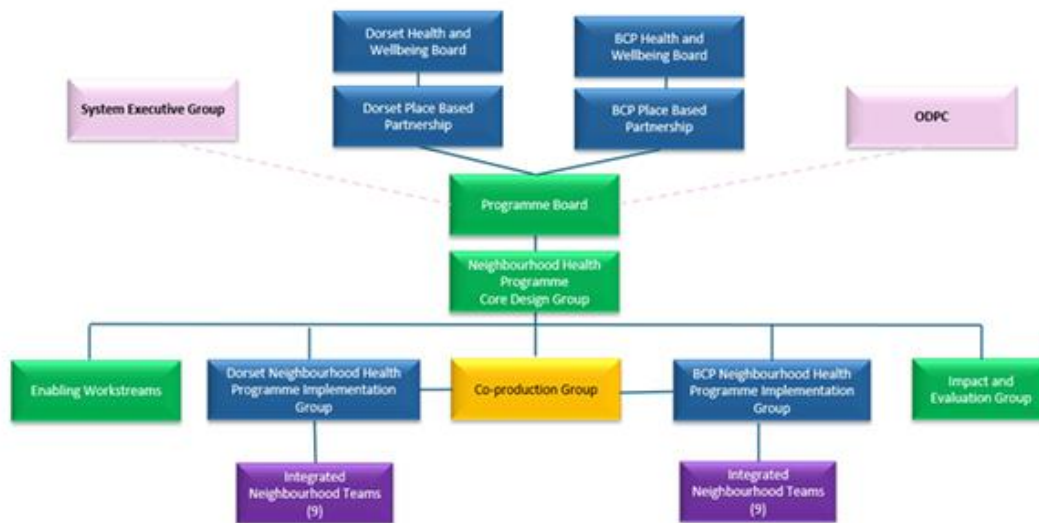 Dorset Health and
Wellbeing Board
BCP Health and
Wellbeing Board
System Executive Group
Dorset Place Based
Partnership
BCP Place Based
Partnership
ODPC
Programme Board
Neighbourhood Health
Programme
Core Design Group
Enabling Workstreams
Dorset Neighbourhood Health
Programme Implementation
Group
Co-production Group
BCP Neighbourhood Health
Programme Implementation
Group
Impact and
Evaluation Group
Integrated
Neighbourhood Teams
(9)
Integrated
Neighbourhood Teams
(9)